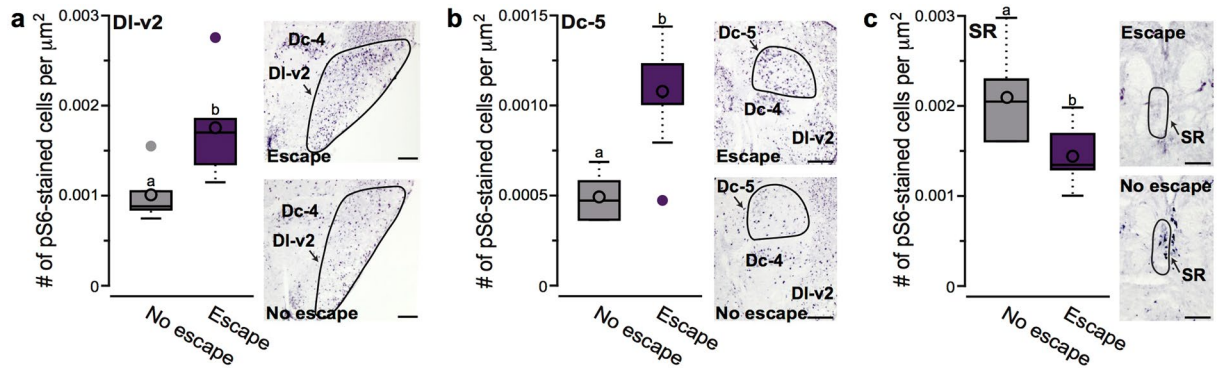 a
Dl-v2
# of pS6-stained cells per μm2
0.003
0.002
0.001
0
a
b
No escape
Escape
Dc-4
Dl-v2
Escape
Dc-4
Dl-v2
No escape
b
Dc-5
# of pS6-stained cells per μm2
0.0015
0.0010
0.0005
0
a
b
No escape
Escape
Dc-5
Dc-4
Dl-v2
Escape
Dc-5
Dc-4
Dl-v2
No escape
c
SR
# of pS6-stained cells per μm2
0.003
0.002
0.001
0
a
b
No escape
Escape
Escape
SR
No escape
SR